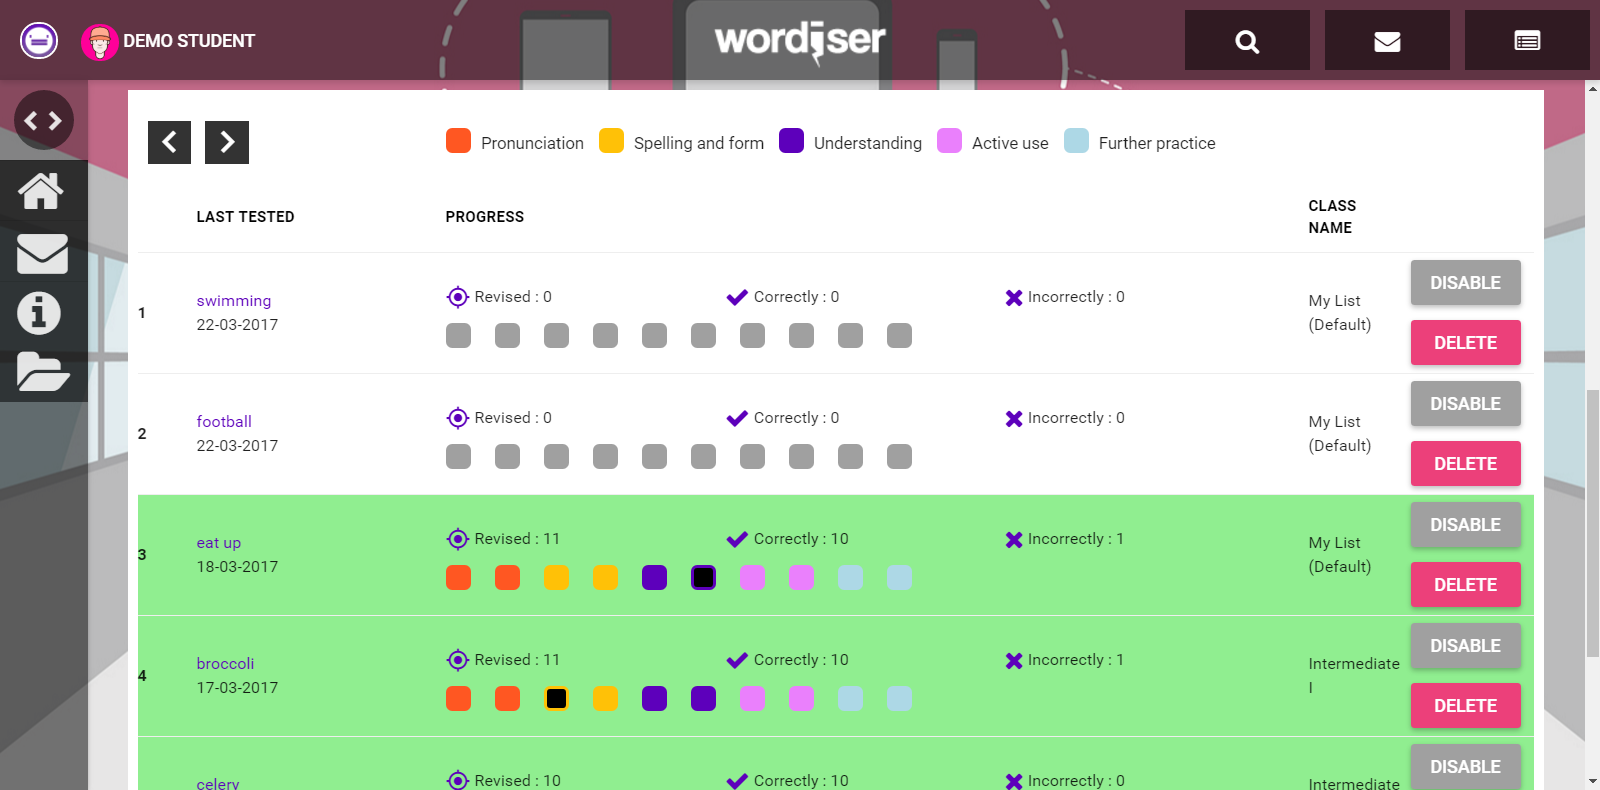 DEMO STUDENT
wordiser
Pronunciation Spelling and form Understanding Active use Further practice
LAST TESTED PROGRESS CLASS NAME
1 swimming 22-03-2017 Revised : 0 Correctly : 0 Incorrectly : 0 My List (Default) DISABLE DELETE
2 football 22-03-2017 Revised : 0 Correctly : 0 Incorrectly : 0 My List (Default) DISABLE DELETE
3 eat up 18-03-2017 Revised : 11 Correctly : 10 Incorrectly : 1 My List (Default) DISABLE DELETE
4 broccoli 17-03-2017 Revised : 11 Correctly : 10 Incorrectly : 1 Intermediate I DISABLE DELETE
celery Revised : 10 Correctly : 10 Incorrectly : 0 Intermediate DISABLE